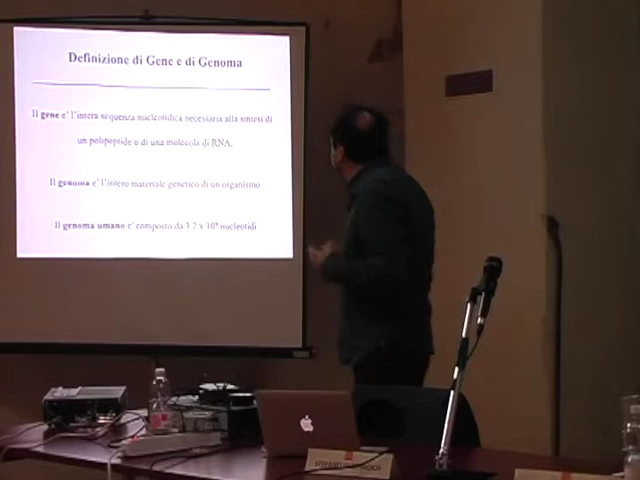 Definizione di Gene e di Genoma
Il gene e' l'intera sequenza nucleotidica necessaria alla sintesi di
un polipeptide o di una molecola di RNA.
Il genoma e' l'intero materiale genetico di un organismo
Il genoma umano e' composto da 3.2 x 10⁹ nucleotidi